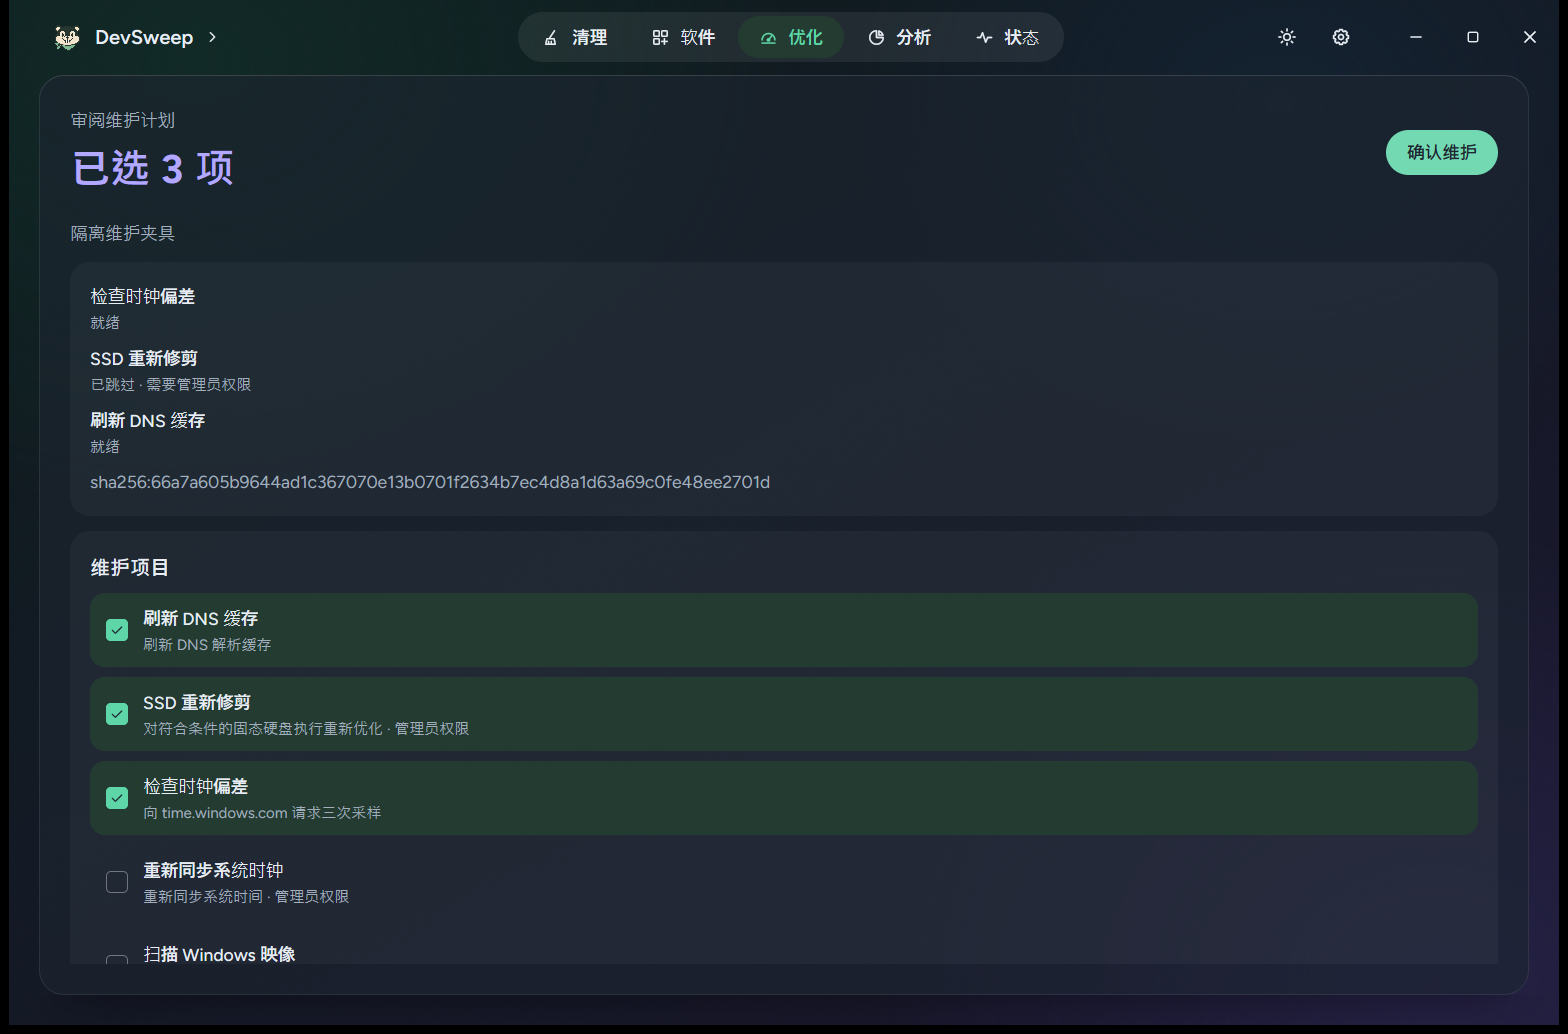 DevSweep
清理
软件
优化
分析
状态
审阅维护计划
已选 3 项
确认维护
隔离维护夹具
检查时钟偏差
就绪
SSD 重新修剪
已跳过 · 需要管理员权限
刷新 DNS 缓存
就绪
sha256:66a7a605b9644ad1c367070e13b0701f2634b7ec4d8a1d63a69c0fe48ee2701d
维护项目
刷新 DNS 缓存
刷新 DNS 解析缓存
SSD 重新修剪
对符合条件的固态硬盘执行重新优化 · 管理员权限
检查时钟偏差
向 time.windows.com 请求三次采样
重新同步系统时钟
重新同步系统时间 · 管理员权限
扫描 Windows 映像